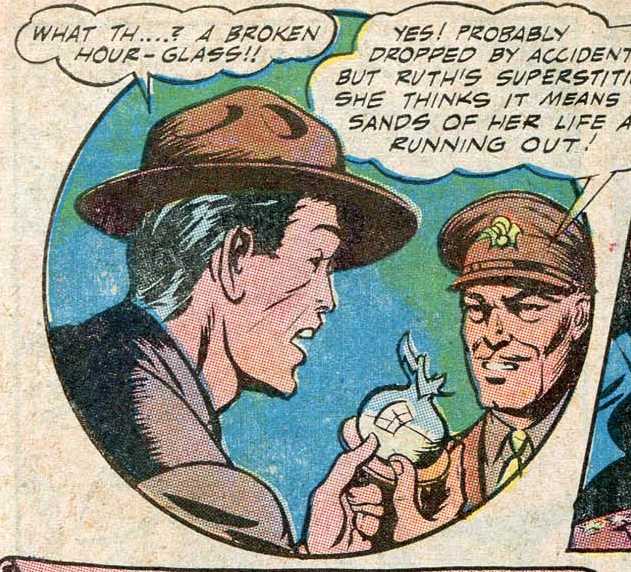 WHAT TH....? A BROKEN
HOUR-GLASS!!
YES! PROBABLY
DROPPED BY ACCIDENT
BUT RUTH'S SUPERSTITI
SHE THINKS IT MEANS
SANDS OF HER LIFE A
RUNNING OUT!